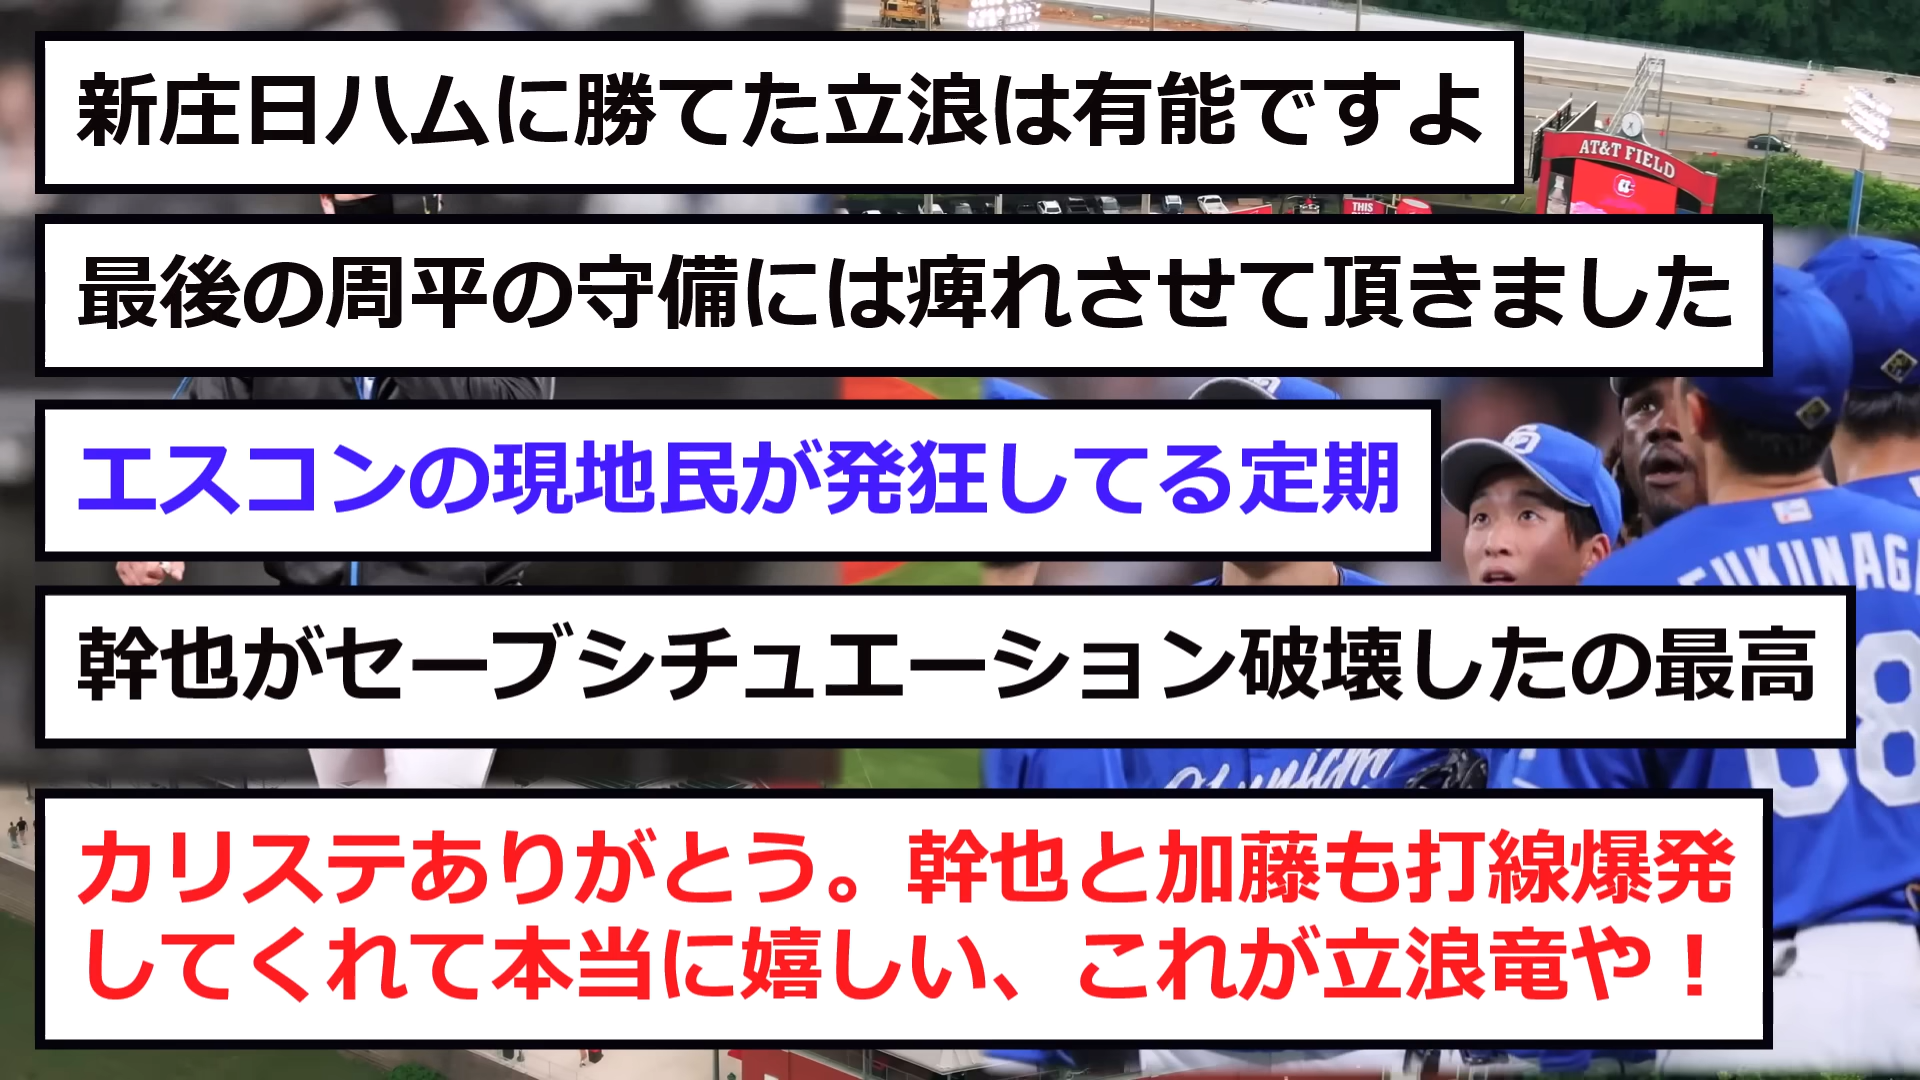 新庄日ハムに勝てた立浪は有能ですよ
AT&T FIELD
THIS
最後の周平の守備には痺れさせて頂きました
エスコンの現地民が発狂してる定期
FUKUNAGA
幹也がセーブシチュエーション破壊したの最高
68
カリステありがとう。幹也と加藤も打線爆発
してくれて本当に嬉しい、これが立浪竜や！